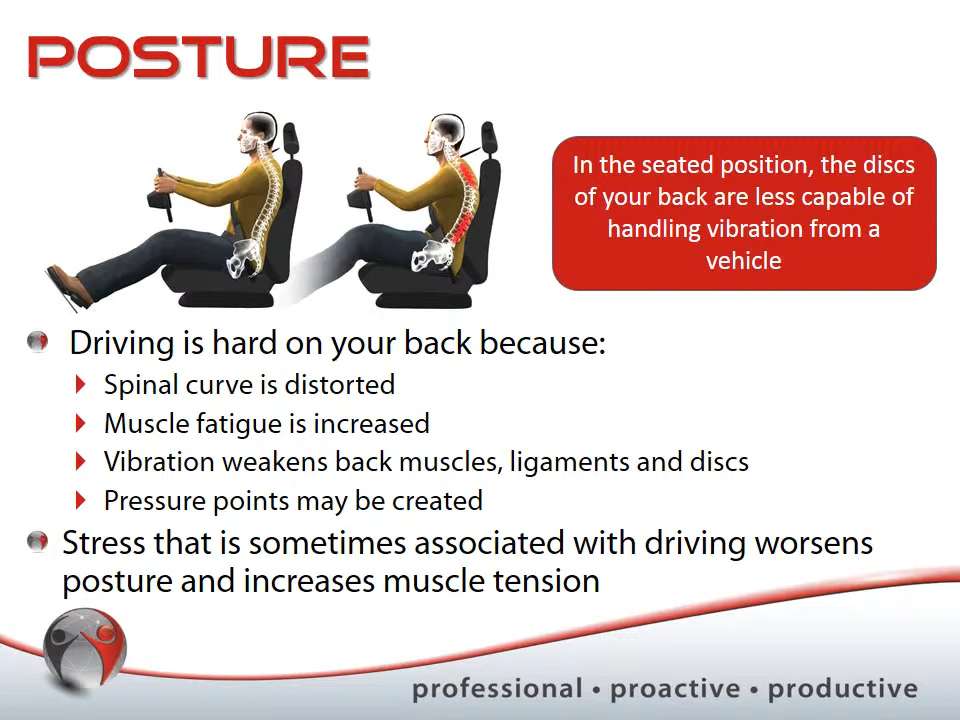 POSTURE
In the seated position, the discs
of your back are less capable of
handling vibration from a
vehicle
Driving is hard on your back because:
Spinal curve is distorted
Muscle fatigue is increased
Vibration weakens back muscles, ligaments and discs
Pressure points may be created
Stress that is sometimes associated with driving worsens
posture and increases muscle tension
professional • proactive • productive